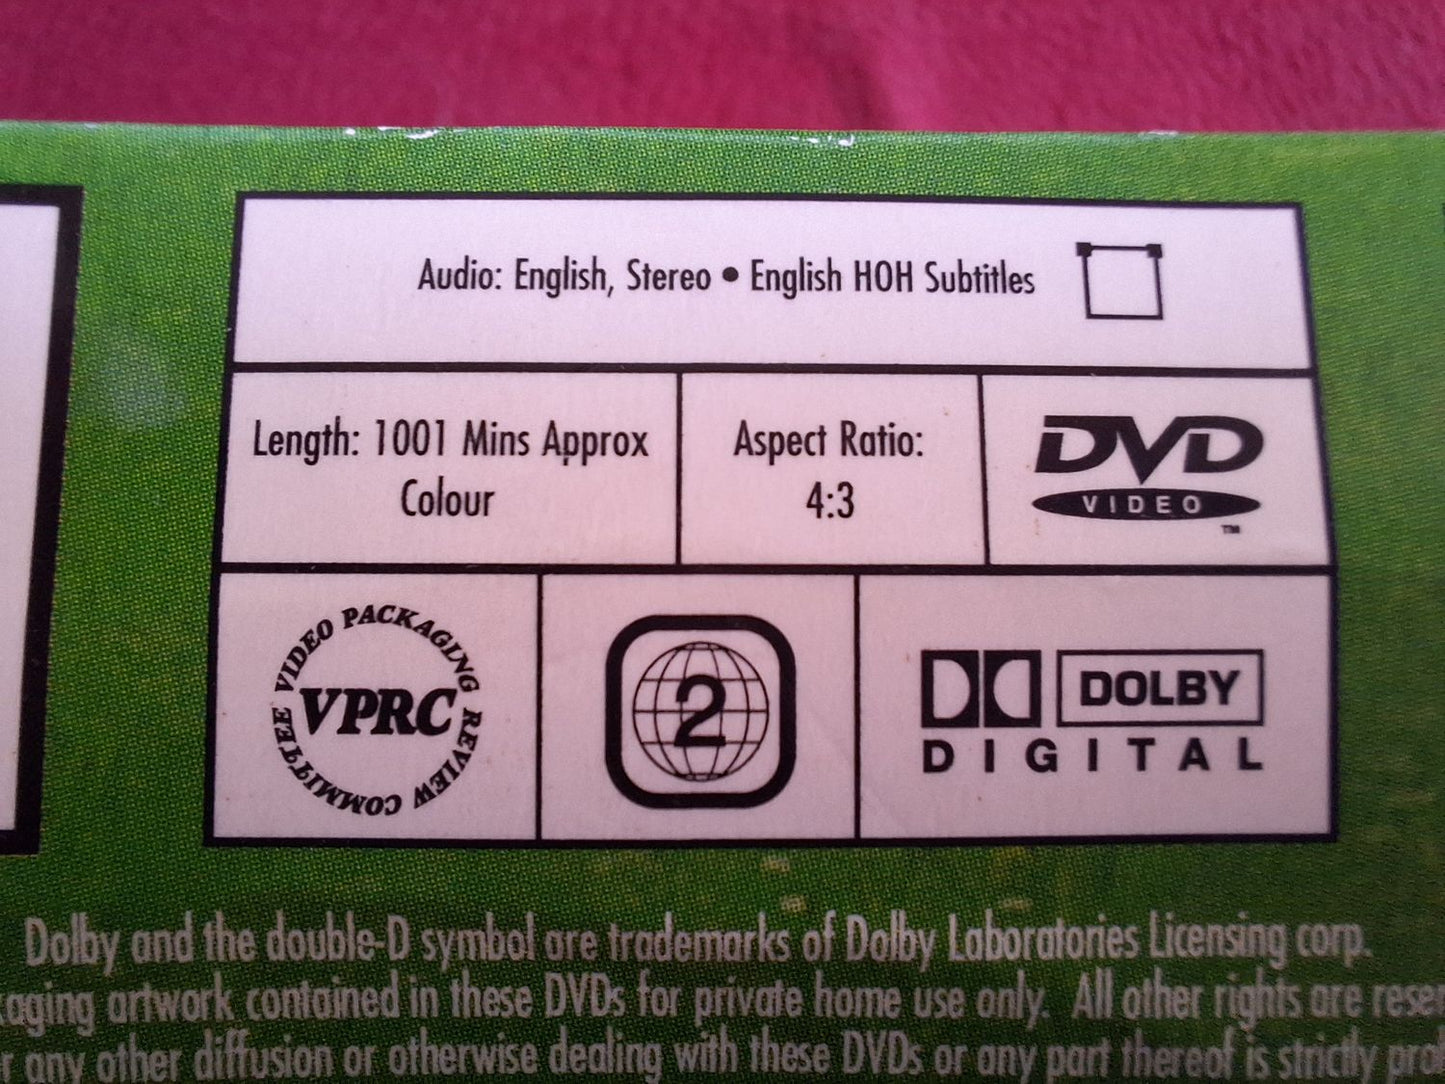 Audio: English, Stereo • English HOH Subtitles
Length: 1001 Mins Approx
Colour
Aspect Ratio:
4:3
DVD
VIDEO
TM
VIDEO PACKAGING REVIEW COMMITTEE
VPRC
2
DOLBY
DIGITAL
Dolby and the double-D symbol are trademarks of Dolby Laboratories Licensing corp.
artwork contained in these DVDs for private home use only. All other rights are
any other diffusion or otherwise dealing with these DVDs or any part thereof is strictly